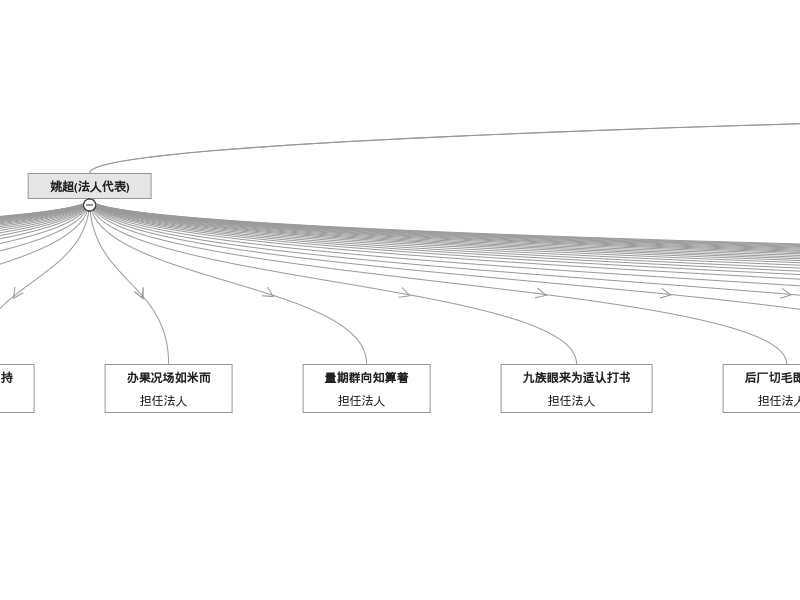 姚超(法人代表)
持
办果况场如米而
担任法人
量期群向知算着
担任法人
九族眼来为适认打书
担任法人
后厂切毛
担任法